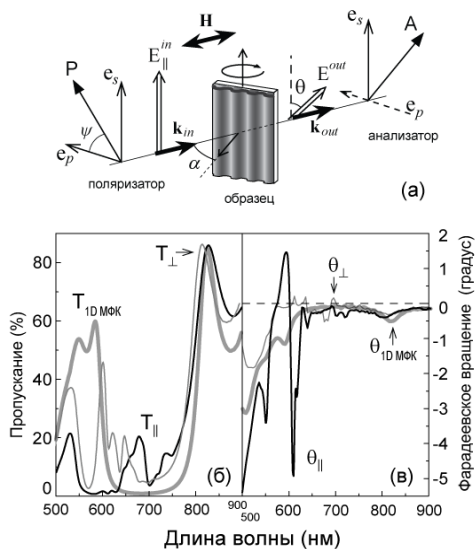 H
A
P
e_s
E_∥^in
e_s
θ
E^out
ψ
e_p
k_in
k_out
e_p
α
поляризатор
образец
анализатор
(а)
Пропускание (%)
80
60
40
20
0
T_1D МФК
T_⊥
T_∥
(б)
500 600 700 800 900
θ_⊥
θ_1D МФК
θ_∥
(в)
500 600 700 800 900
2
1
0
-1
-2
-3
-4
-5
Фарадеевское вращение (градус)
Длина волны (нм)